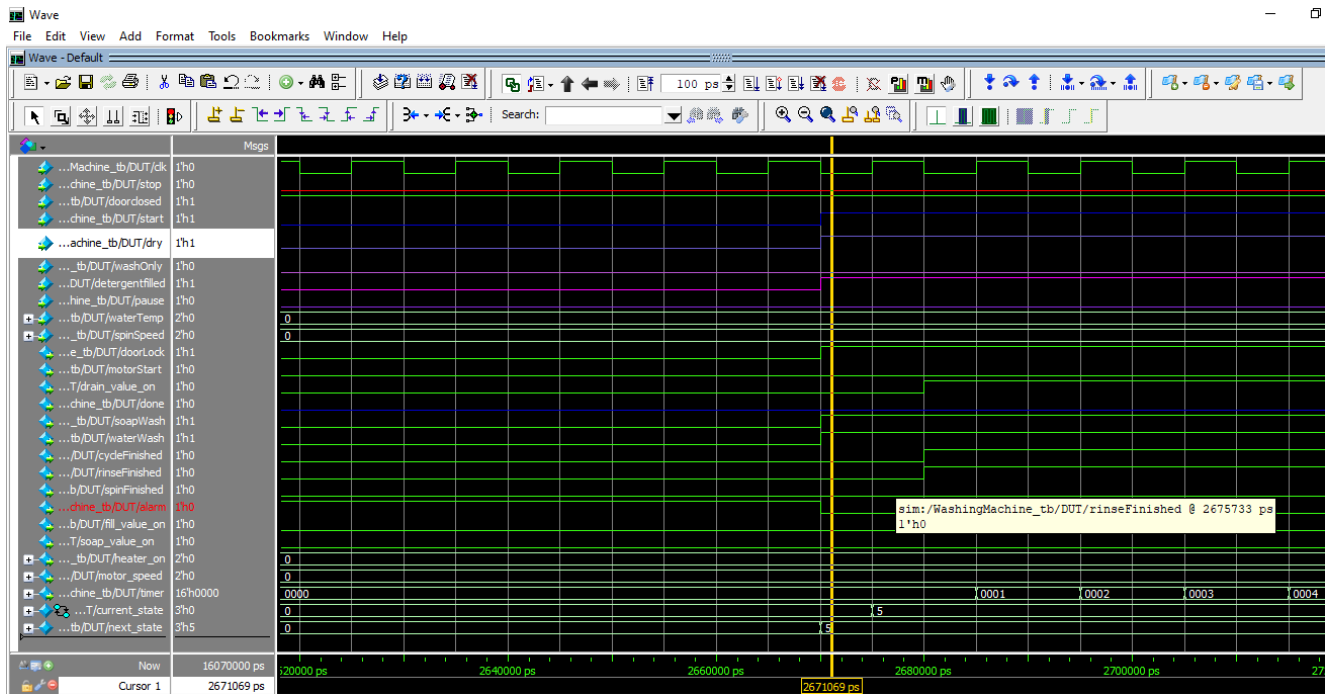 Wave
File Edit View Add Format Tools Bookmarks Window Help
Wave - Default
100 ps
Search:
Msgs
...Machine_tb/DUT/clk 1'h0
...chine_tb/DUT/stop 1'h0
...tb/DUT/doorclosed 1'h1
...chine_tb/DUT/start 1'h1
...achine_tb/DUT/dry 1'h1
..._tb/DUT/washOnly 1'h0
...DUT/detergentfilled 1'h1
...hine_tb/DUT/pause 1'h0
...tb/DUT/waterTemp 2'h0 0
..._tb/DUT/spinSpeed 2'h0 0
...e_tb/DUT/doorLock 1'h1
...tb/DUT/motorStart 1'h0
...T/drain_value_on 1'h0
...chine_tb/DUT/done 1'h0
..._tb/DUT/soapWash 1'h1
...tb/DUT/waterWash 1'h1
.../DUT/cycleFinished 1'h0
.../DUT/rinseFinished 1'h0
...b/DUT/spinFinished 1'h0
...chine_tb/DUT/alarm 1'h0
sim:/WashingMachine_tb/DUT/rinseFinished @ 2675733 ps
1'h0
...b/DUT/fill_value_on 1'h0
...T/soap_value_on 1'h0
..._tb/DUT/heater_on 2'h0 0
.../DUT/motor_speed 2'h0 0
...chine_tb/DUT/timer 16'h0000 0000 0001 0002 0003 0004
...T/current_state 3'h0 0 5
...tb/DUT/next_state 3'h5 0 5
Now 16070000 ps 2640000 ps 2660000 ps 2680000 ps 2700000 ps
Cursor 1 2671069 ps 2671069 ps